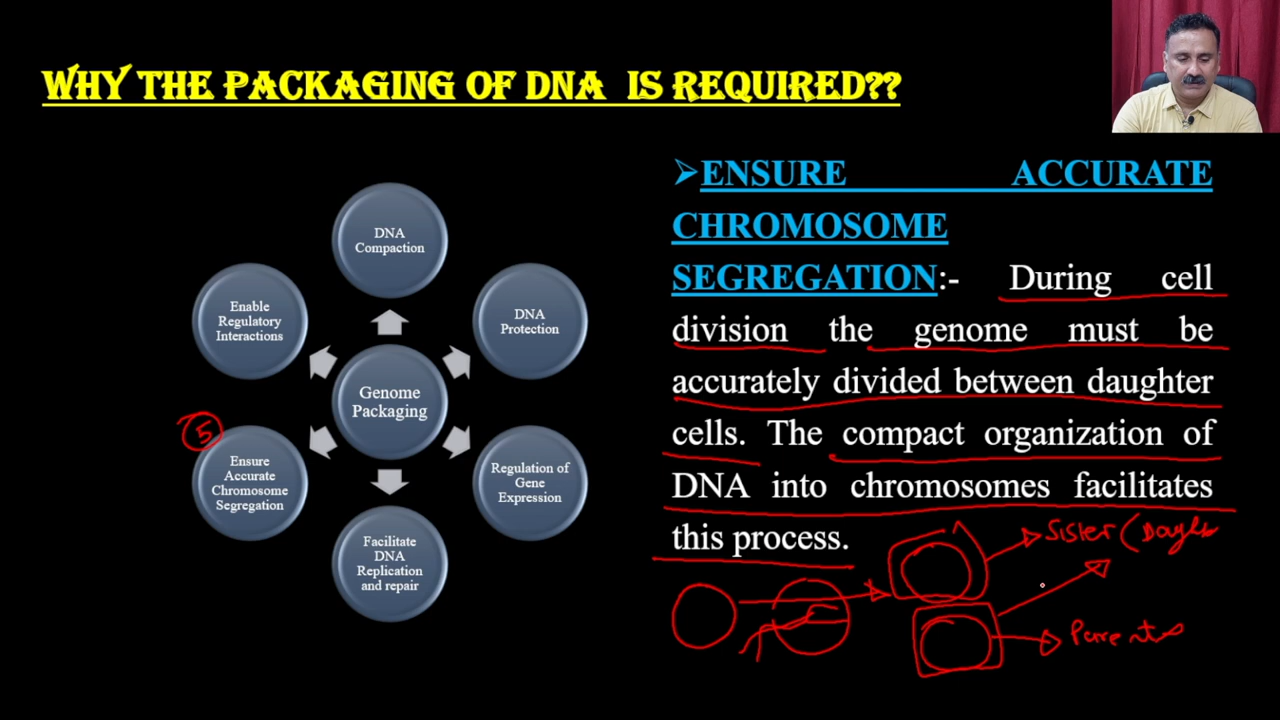 WHY THE PACKAGING OF DNA IS REQUIRED??
DNA
Compaction
Enable
Regulatory
Interactions
DNA
Protection
Genome
Packaging
5
Ensure
Accurate
Chromosome
Segregation
Regulation of
Gene
Expression
Facilitate
DNA
Replication
and repair
➢ENSURE ACCURATE
CHROMOSOME
SEGREGATION:- During cell
division the genome must be
accurately divided between daughter
cells. The compact organization of
DNA into chromosomes facilitates
this process.
Sister